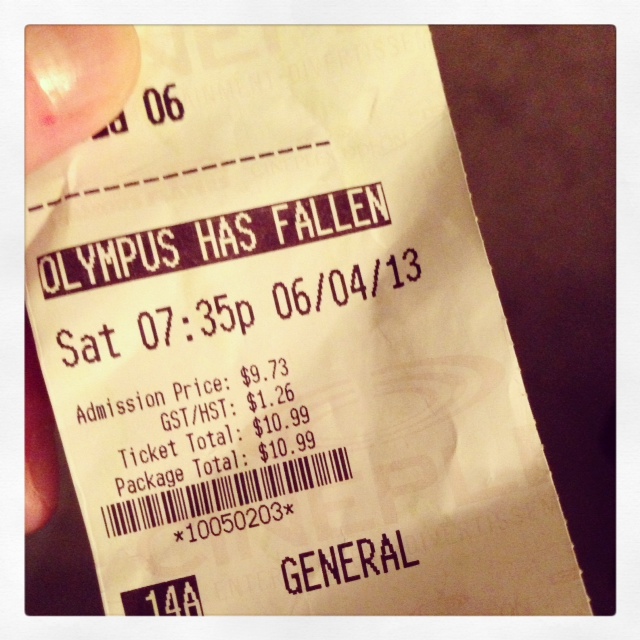 06
OLYMPUS HAS FALLEN
Sat 07:35p 06/04/13
Admission Price: $9.73
GST/HST: $1.26
Ticket Total: $10.99
Package Total: $10.99
*10050203*
GENERAL
14A